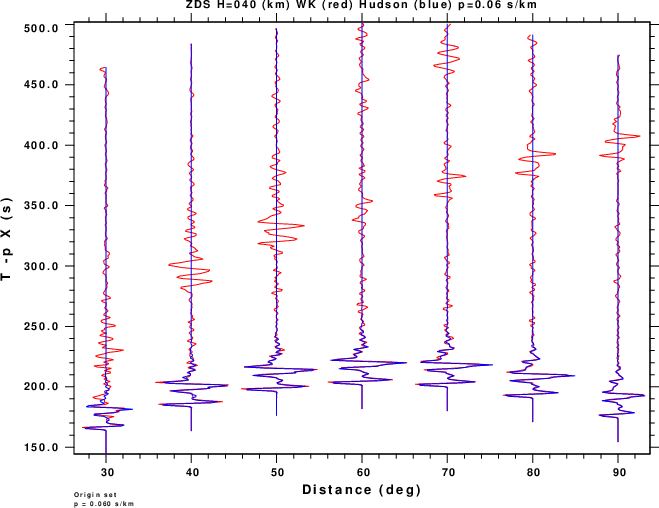 ZDS H=040 (km) WK (red) Hudson (blue) p=0.06 s/km
500.0
450.0
400.0
350.0
300.0
250.0
200.0
150.0
T -p X (s)
30 40 50 60 70 80 90
Distance (deg)
Origin set
p = 0.060 s/km